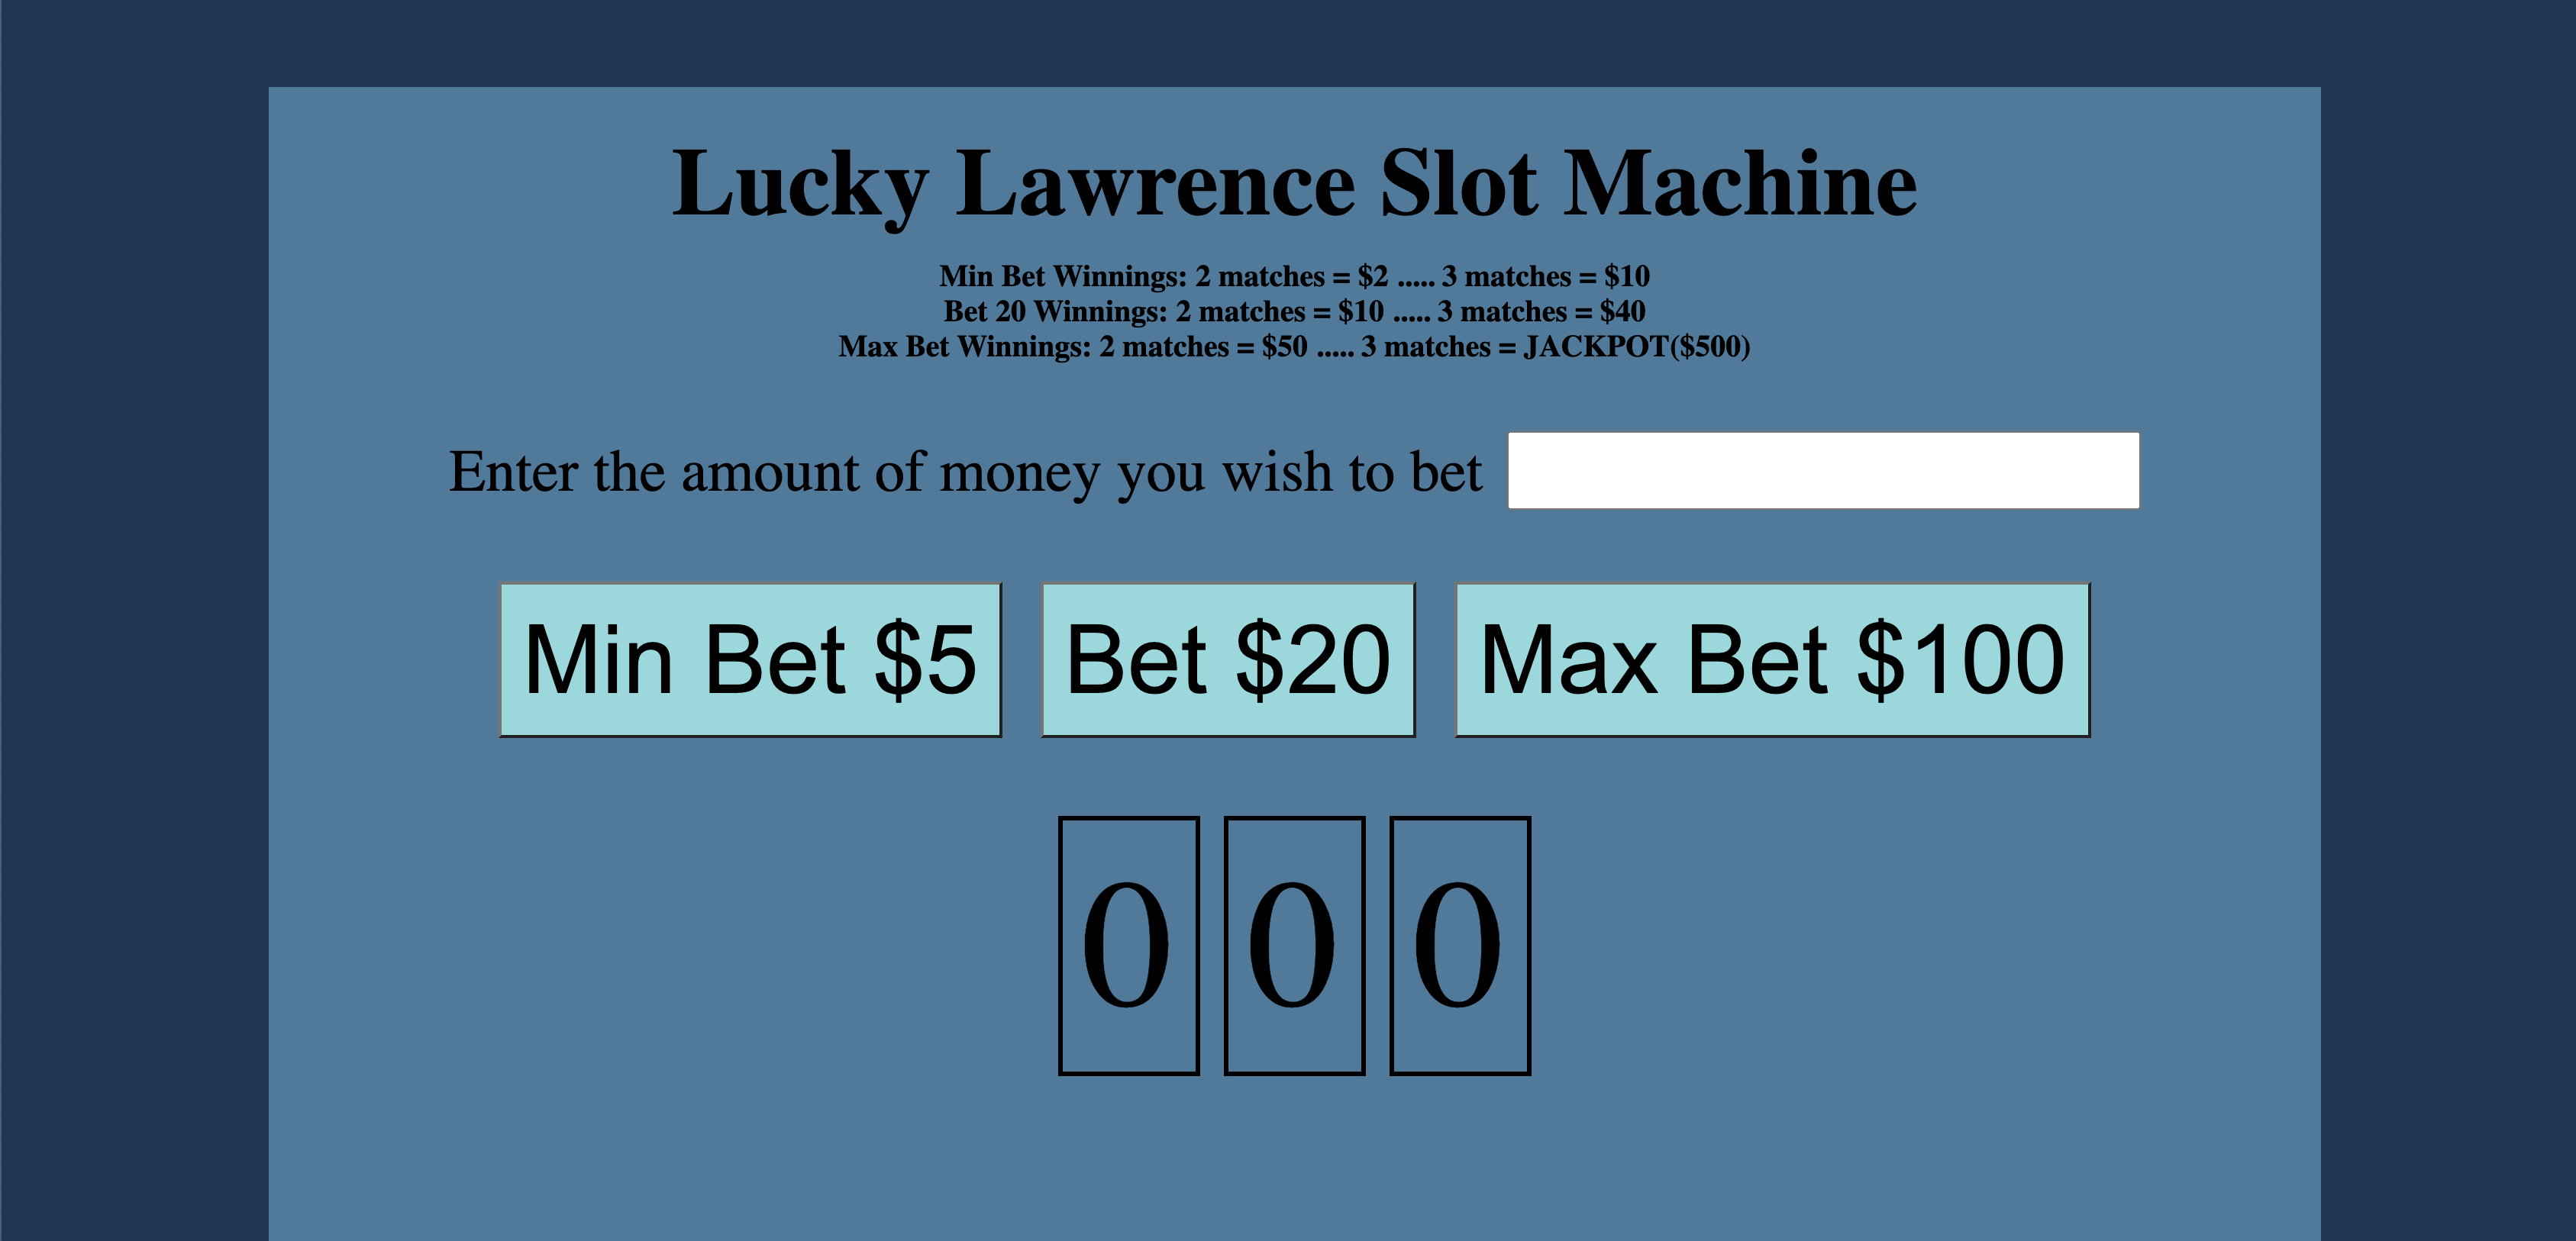 Lucky Lawrence Slot Machine
Min Bet Winnings: 2 matches = $2 ..... 3 matches = $10
Bet 20 Winnings: 2 matches = $10 ..... 3 matches = $40
Max Bet Winnings: 2 matches = $50 ..... 3 matches = JACKPOT($500)
Enter the amount of money you wish to bet
Min Bet $5 Bet $20 Max Bet $100
0 0 0